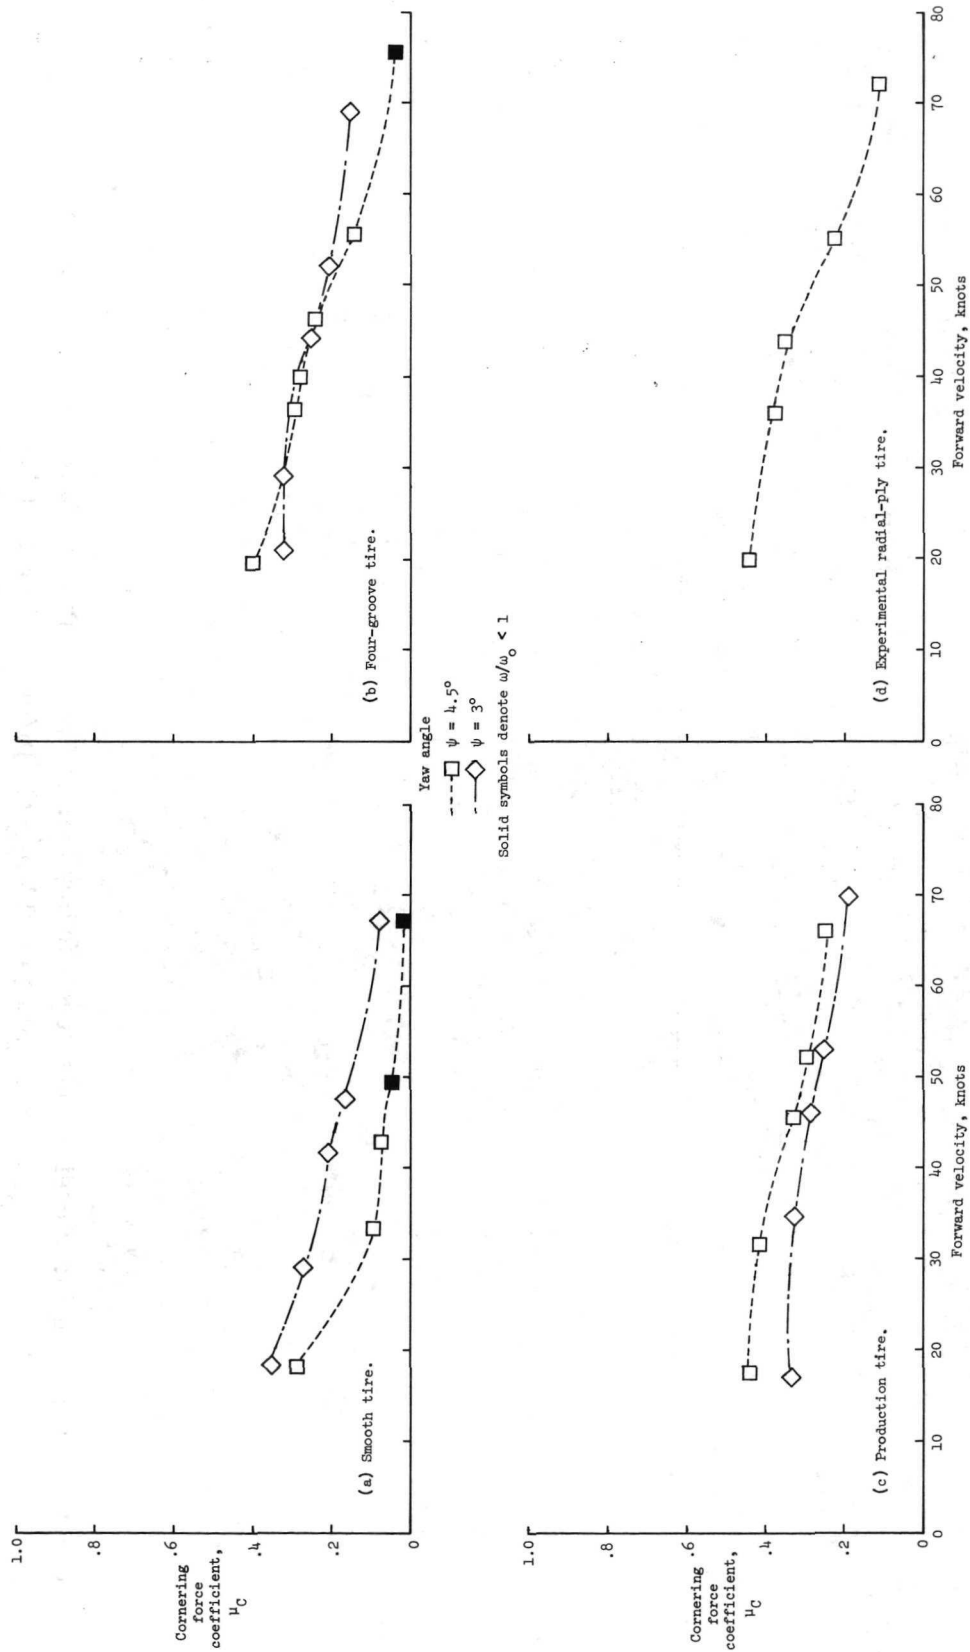 1.0
.8
.6
.4
.2
0
Cornering
force
coefficient,
μC
(a) Smooth tire.
(b) Four-groove tire.
Yaw angle
ψ = 4.5°
ψ = 3°
Solid symbols denote ω/ωo < 1
1.0
.8
.6
.4
.2
0
Cornering
force
coefficient,
μC
(c) Production tire.
0 10 20 30 40 50 60 70 80
Forward velocity, knots
(d) Experimental radial-ply tire.
0 10 20 30 40 50 60 70 80
Forward velocity, knots